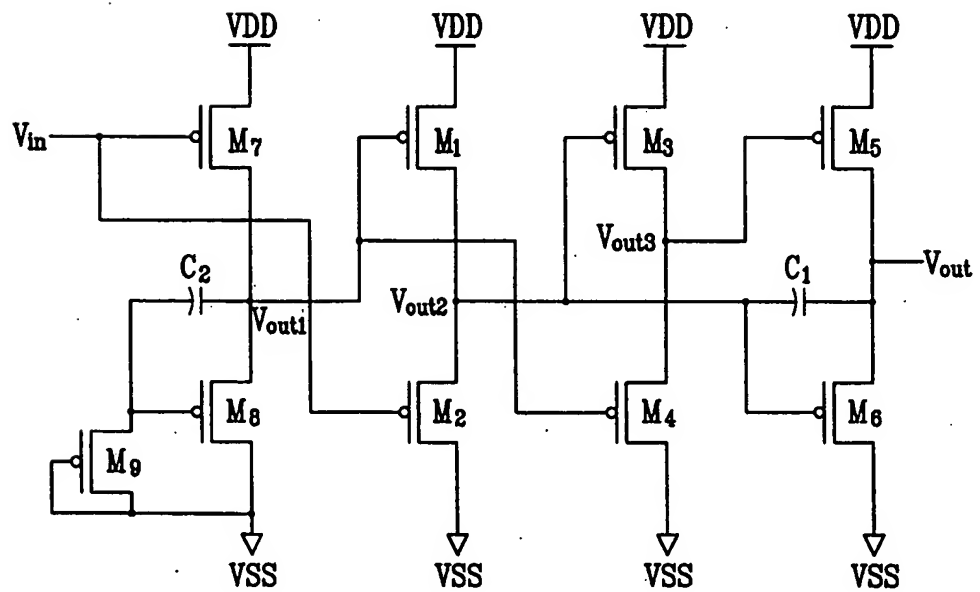 VDD VDD VDD VDD
Vin M7 M1 M3 M5
Vout3 Vout
C2 C1
Vout1 Vout2
M8 M2 M4 M6
M9
VSS VSS VSS VSS